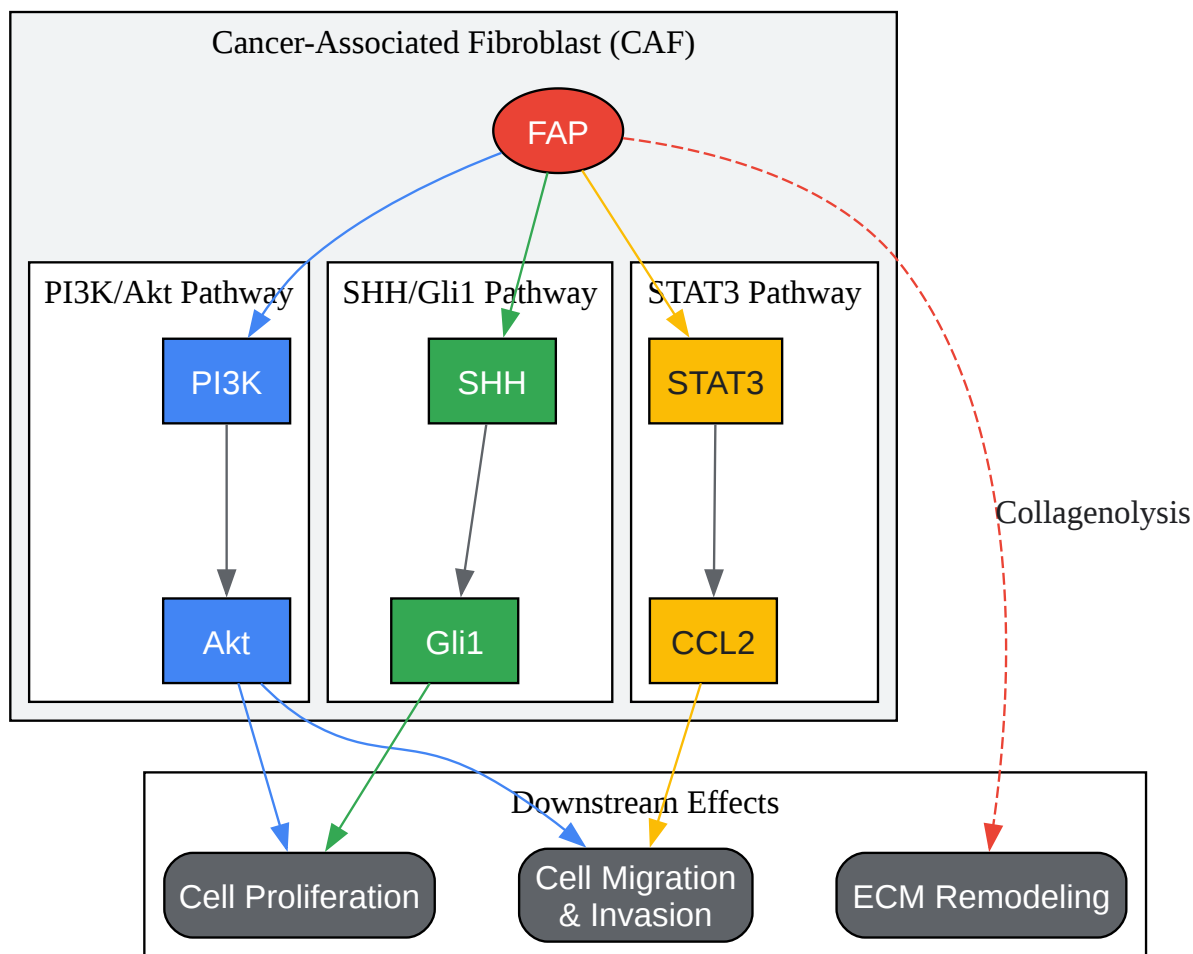 Cancer-Associated Fibroblast (CAF)
FAP
PI3K/Akt Pathway
SHH/Gli1 Pathway
STAT3 Pathway
PI3K
SHH
STAT3
Collagenolysis
Akt
Gli1
CCL2
Downstream Effects
Cell Proliferation
Cell Migration
& Invasion
ECM Remodeling